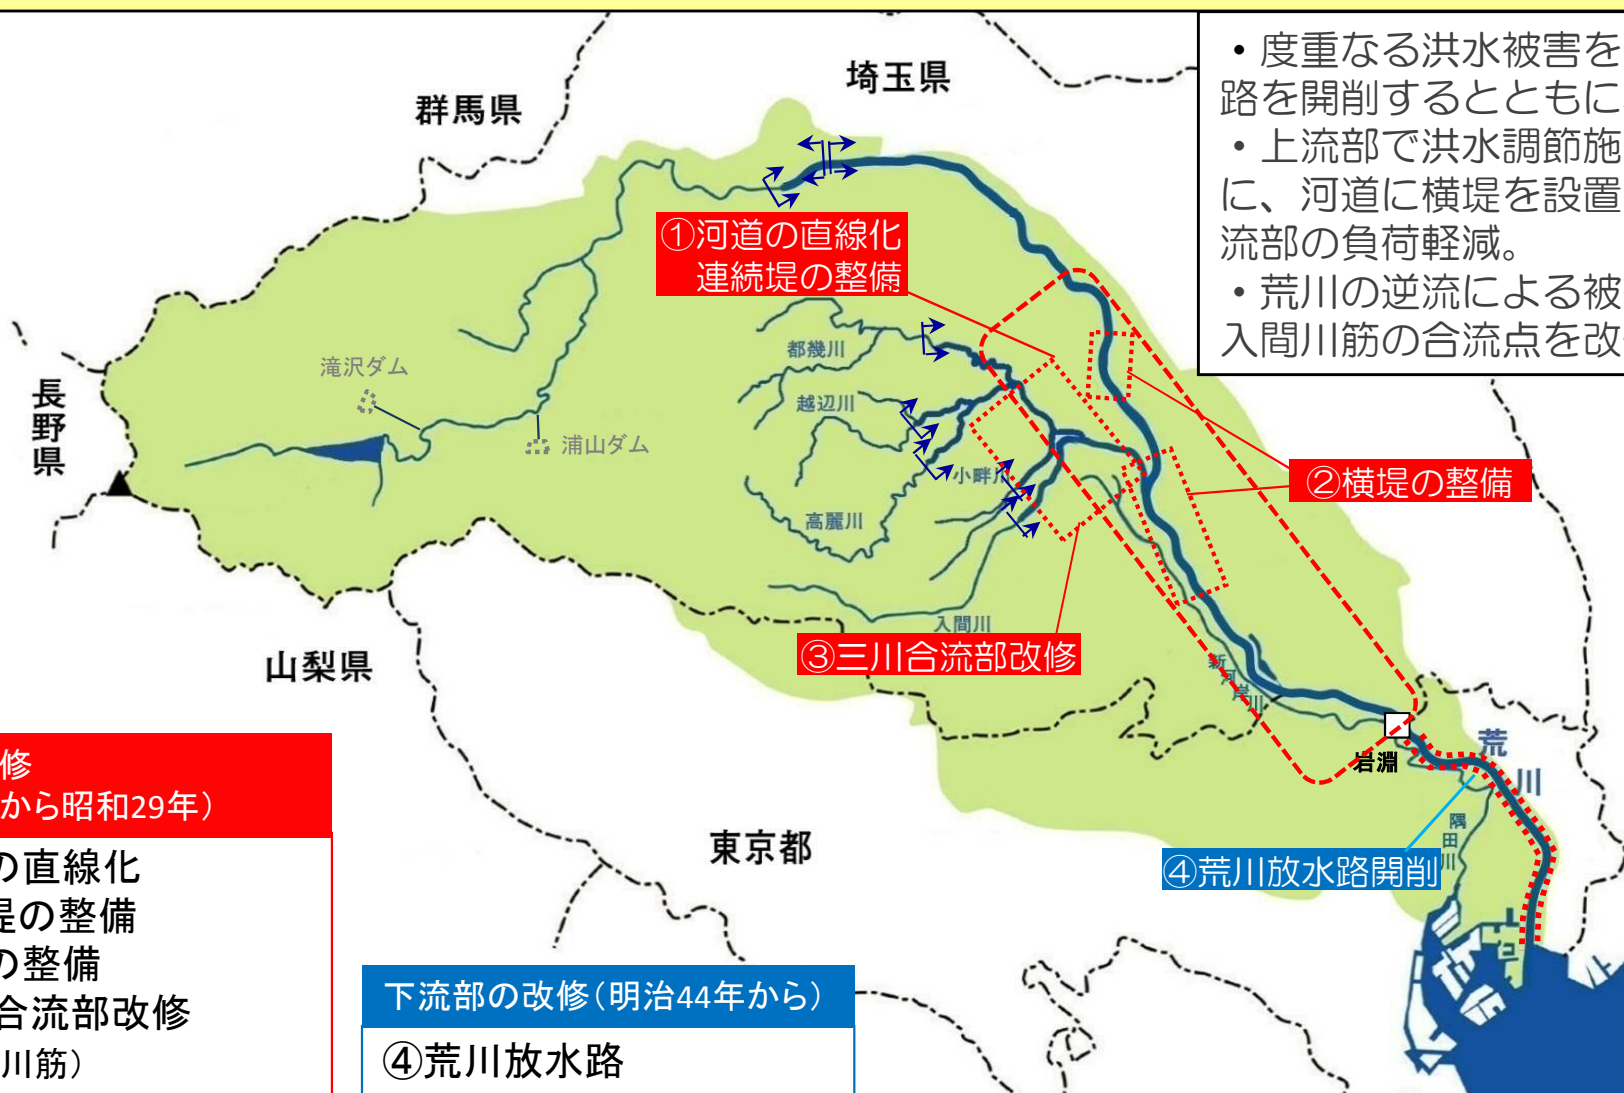 ・度重なる洪水被害を
路を開削するとともに
・上流部で洪水調節施
に、河道に横堤を設置
流部の負荷軽減。
・荒川の逆流による被
入間川筋の合流点を改
群馬県
埼玉県
①河道の直線化
連続堤の整備
都幾川
滝沢ダム
越辺川
長野県
浦山ダム
小畔川
②横堤の整備
高麗川
入間川
③三川合流部改修
山梨県
新河岸川
岩淵
荒川
隅田川
④荒川放水路開削
東京都
修
から昭和29年）
の直線化
堤の整備
の整備
合流部改修
川筋）
下流部の改修（明治44年から）
④荒川放水路